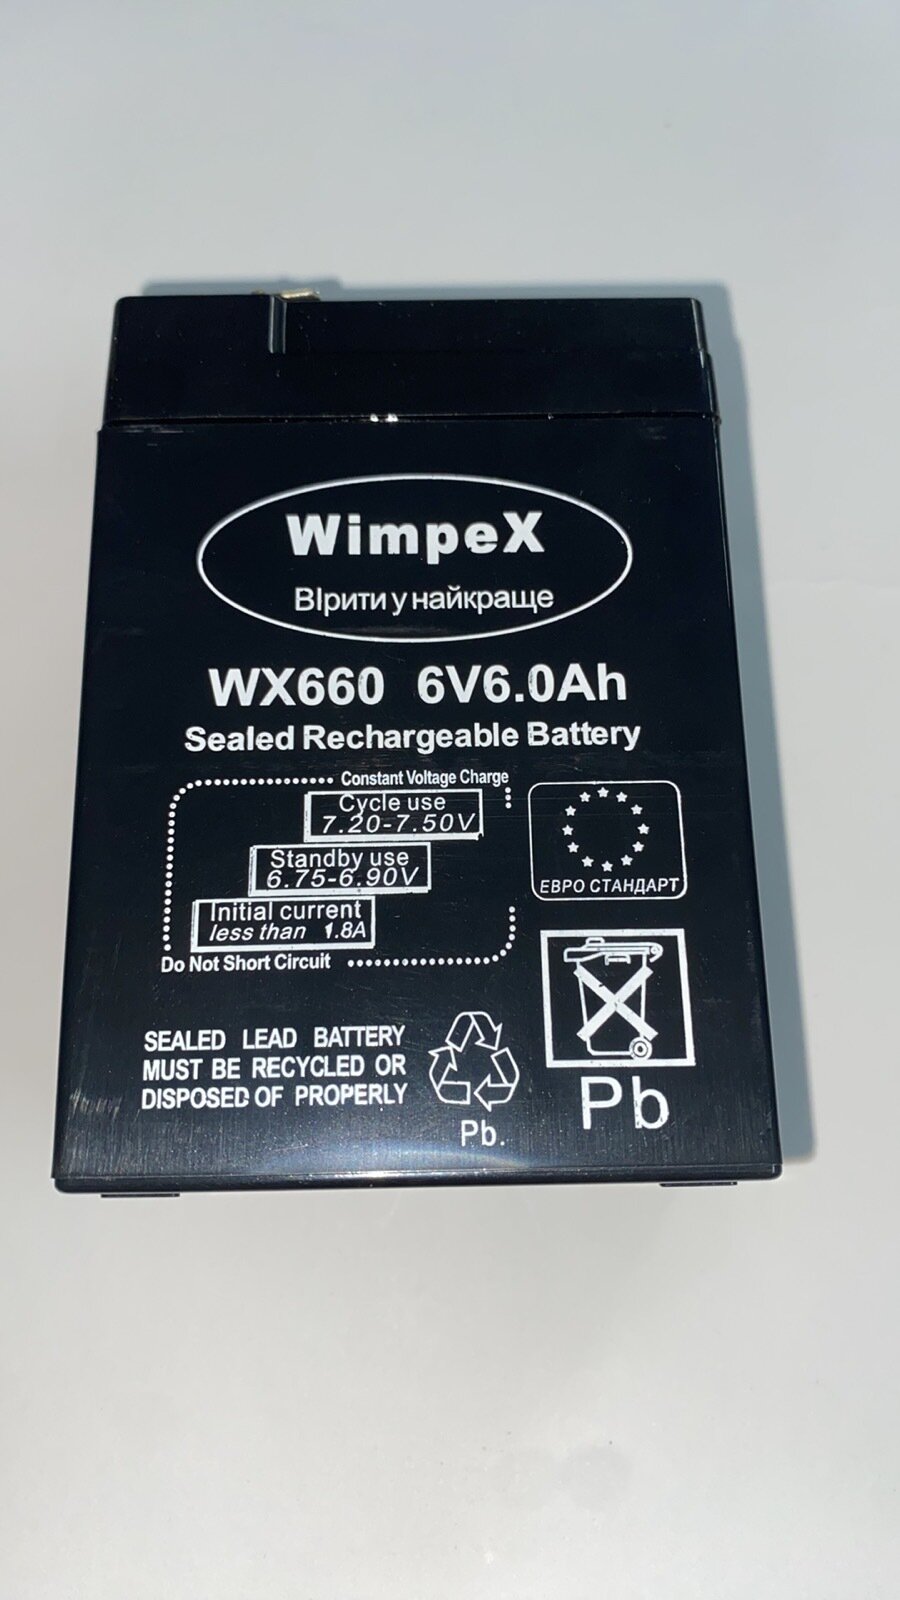 WimpeX
ВІрити у найкраще
WX660 6V6.0Ah
Sealed Rechargeable Battery
Constant Voltage Charge
Cycle use
7.20-7.50V
Standby use
6.75-6.90V
Initial current
less than 1.8A
Do Not Short Circuit
ЕВРО СТАНДАРТ
SEALED LEAD BATTERY
MUST BE RECYCLED OR
DISPOSED OF PROPERLY
Pb.
Pb